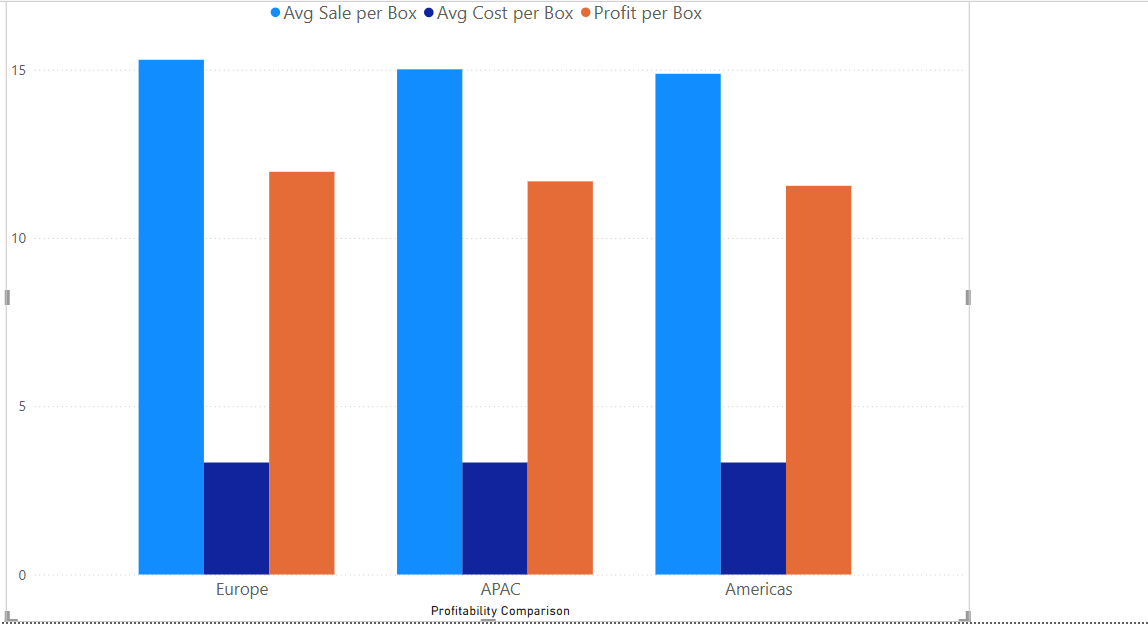 Avg Sale per Box Avg Cost per Box Profit per Box
15
10
5
0
Europe APAC Americas
Profitability Comparison